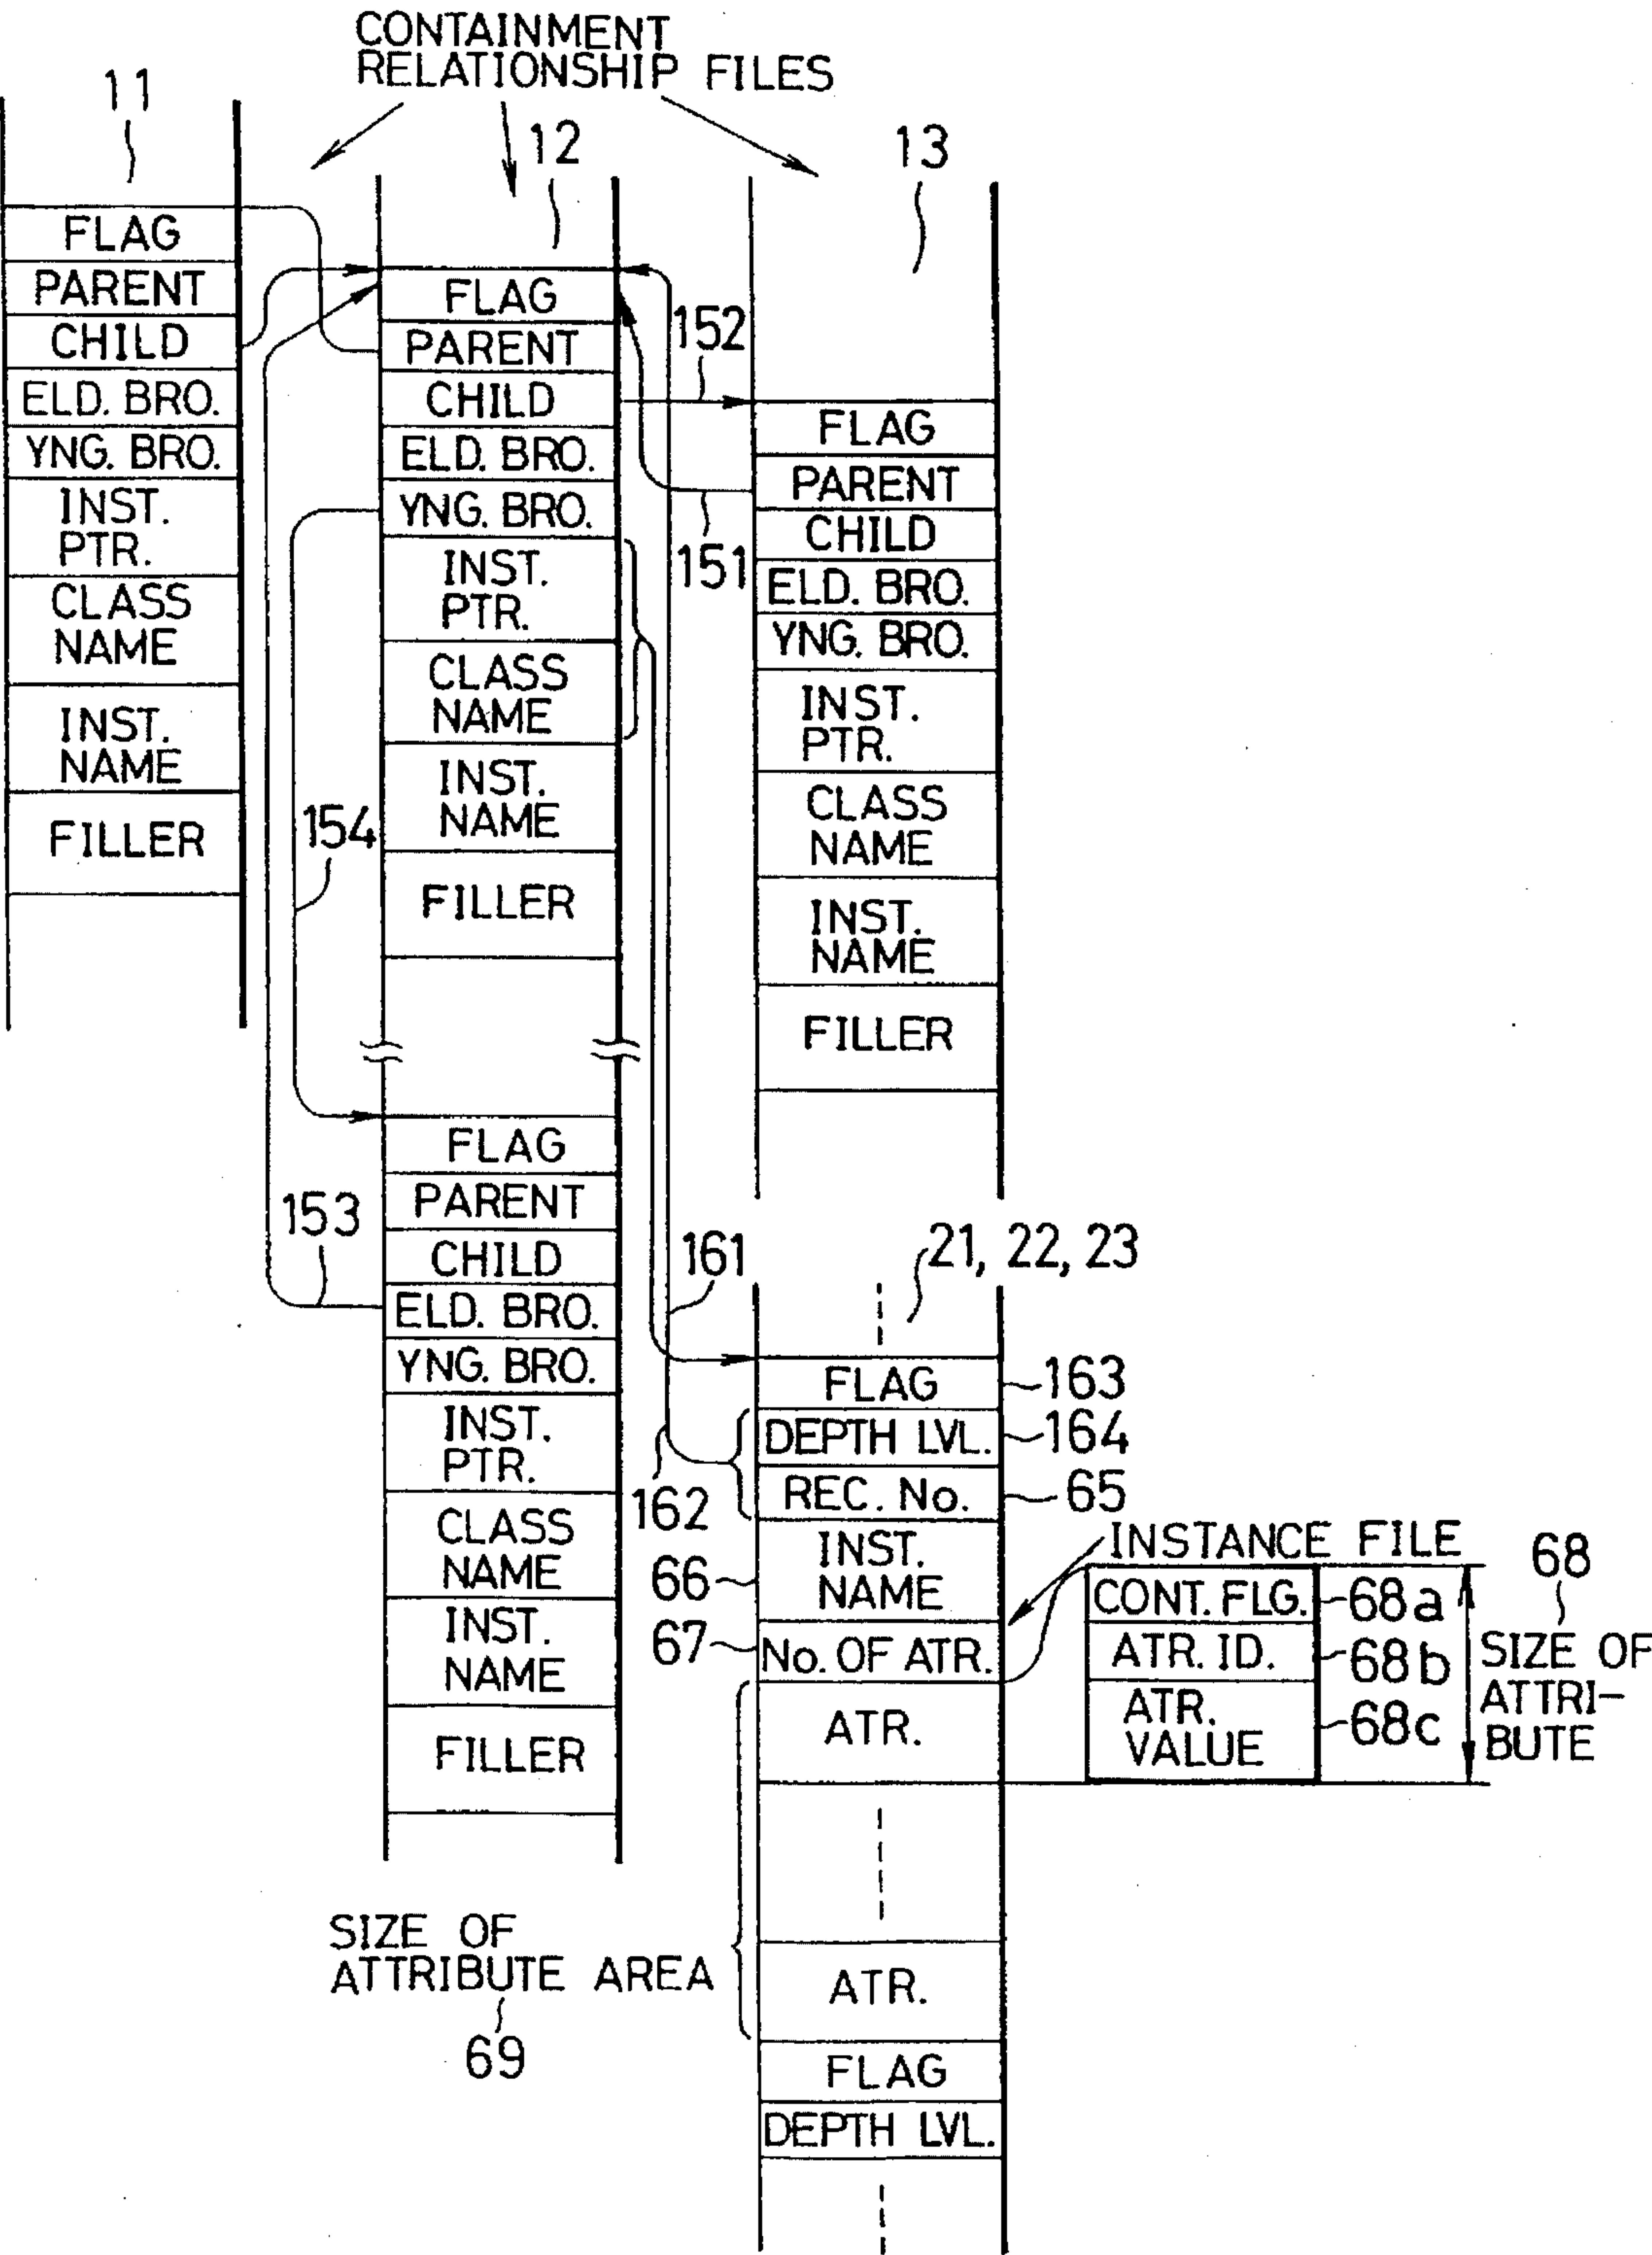 CONTAINMENT
RELATIONSHIP FILES
11
FLAG
PARENT
CHILD
ELD. BRO.
YNG. BRO.
INST.
PTR.
CLASS
NAME
INST.
NAME
FILLER
12
FLAG
PARENT
CHILD
ELD. BRO.
YNG. BRO.
INST.
PTR.
CLASS
NAME
INST.
NAME
FILLER
FLAG
PARENT
CHILD
ELD. BRO.
YNG. BRO.
INST.
PTR.
CLASS
NAME
INST.
NAME
FILLER
154
153
152
151
13
FLAG
PARENT
CHILD
ELD. BRO.
YNG. BRO.
INST.
PTR.
CLASS
NAME
INST.
NAME
FILLER
161
162
21, 22, 23
FLAG
163
DEPTH LVL.
164
REC. No.
65
INST.
NAME
66
No. OF ATR.
67
ATR.
ATR.
FLAG
DEPTH LVL.
INSTANCE FILE
CONT. FLG.
68a
ATR. ID.
68b
ATR.
VALUE
68c
68
SIZE OF
ATTRI-
BUTE
SIZE OF
ATTRIBUTE AREA
69